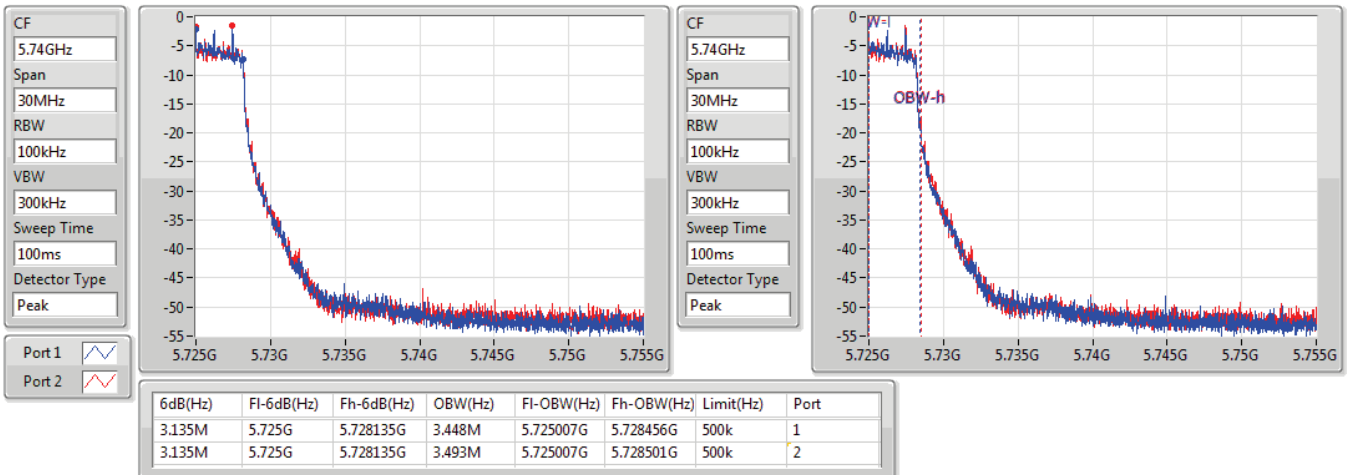 CF
5.74GHz
Span
30MHz
RBW
100kHz
VBW
300kHz
Sweep Time
100ms
Detector Type
Peak
Port 1
Port 2
0
-5
-10
-15
-20
-25
-30
-35
-40
-45
-50
-55
5.725G 5.73G 5.735G 5.74G 5.745G 5.75G 5.755G
CF
5.74GHz
Span
30MHz
RBW
100kHz
VBW
300kHz
Sweep Time
100ms
Detector Type
Peak
0
-5
-10
-15
-20
-25
-30
-35
-40
-45
-50
-55
OBW-h
5.725G 5.73G 5.735G 5.74G 5.745G 5.75G 5.755G
6dB(Hz) Fl-6dB(Hz) Fh-6dB(Hz) OBW(Hz) Fl-OBW(Hz) Fh-OBW(Hz) Limit(Hz) Port
3.135M 5.725G 5.728135G 3.448M 5.725007G 5.728456G 500k 1
3.135M 5.725G 5.728135G 3.493M 5.725007G 5.728501G 500k 2